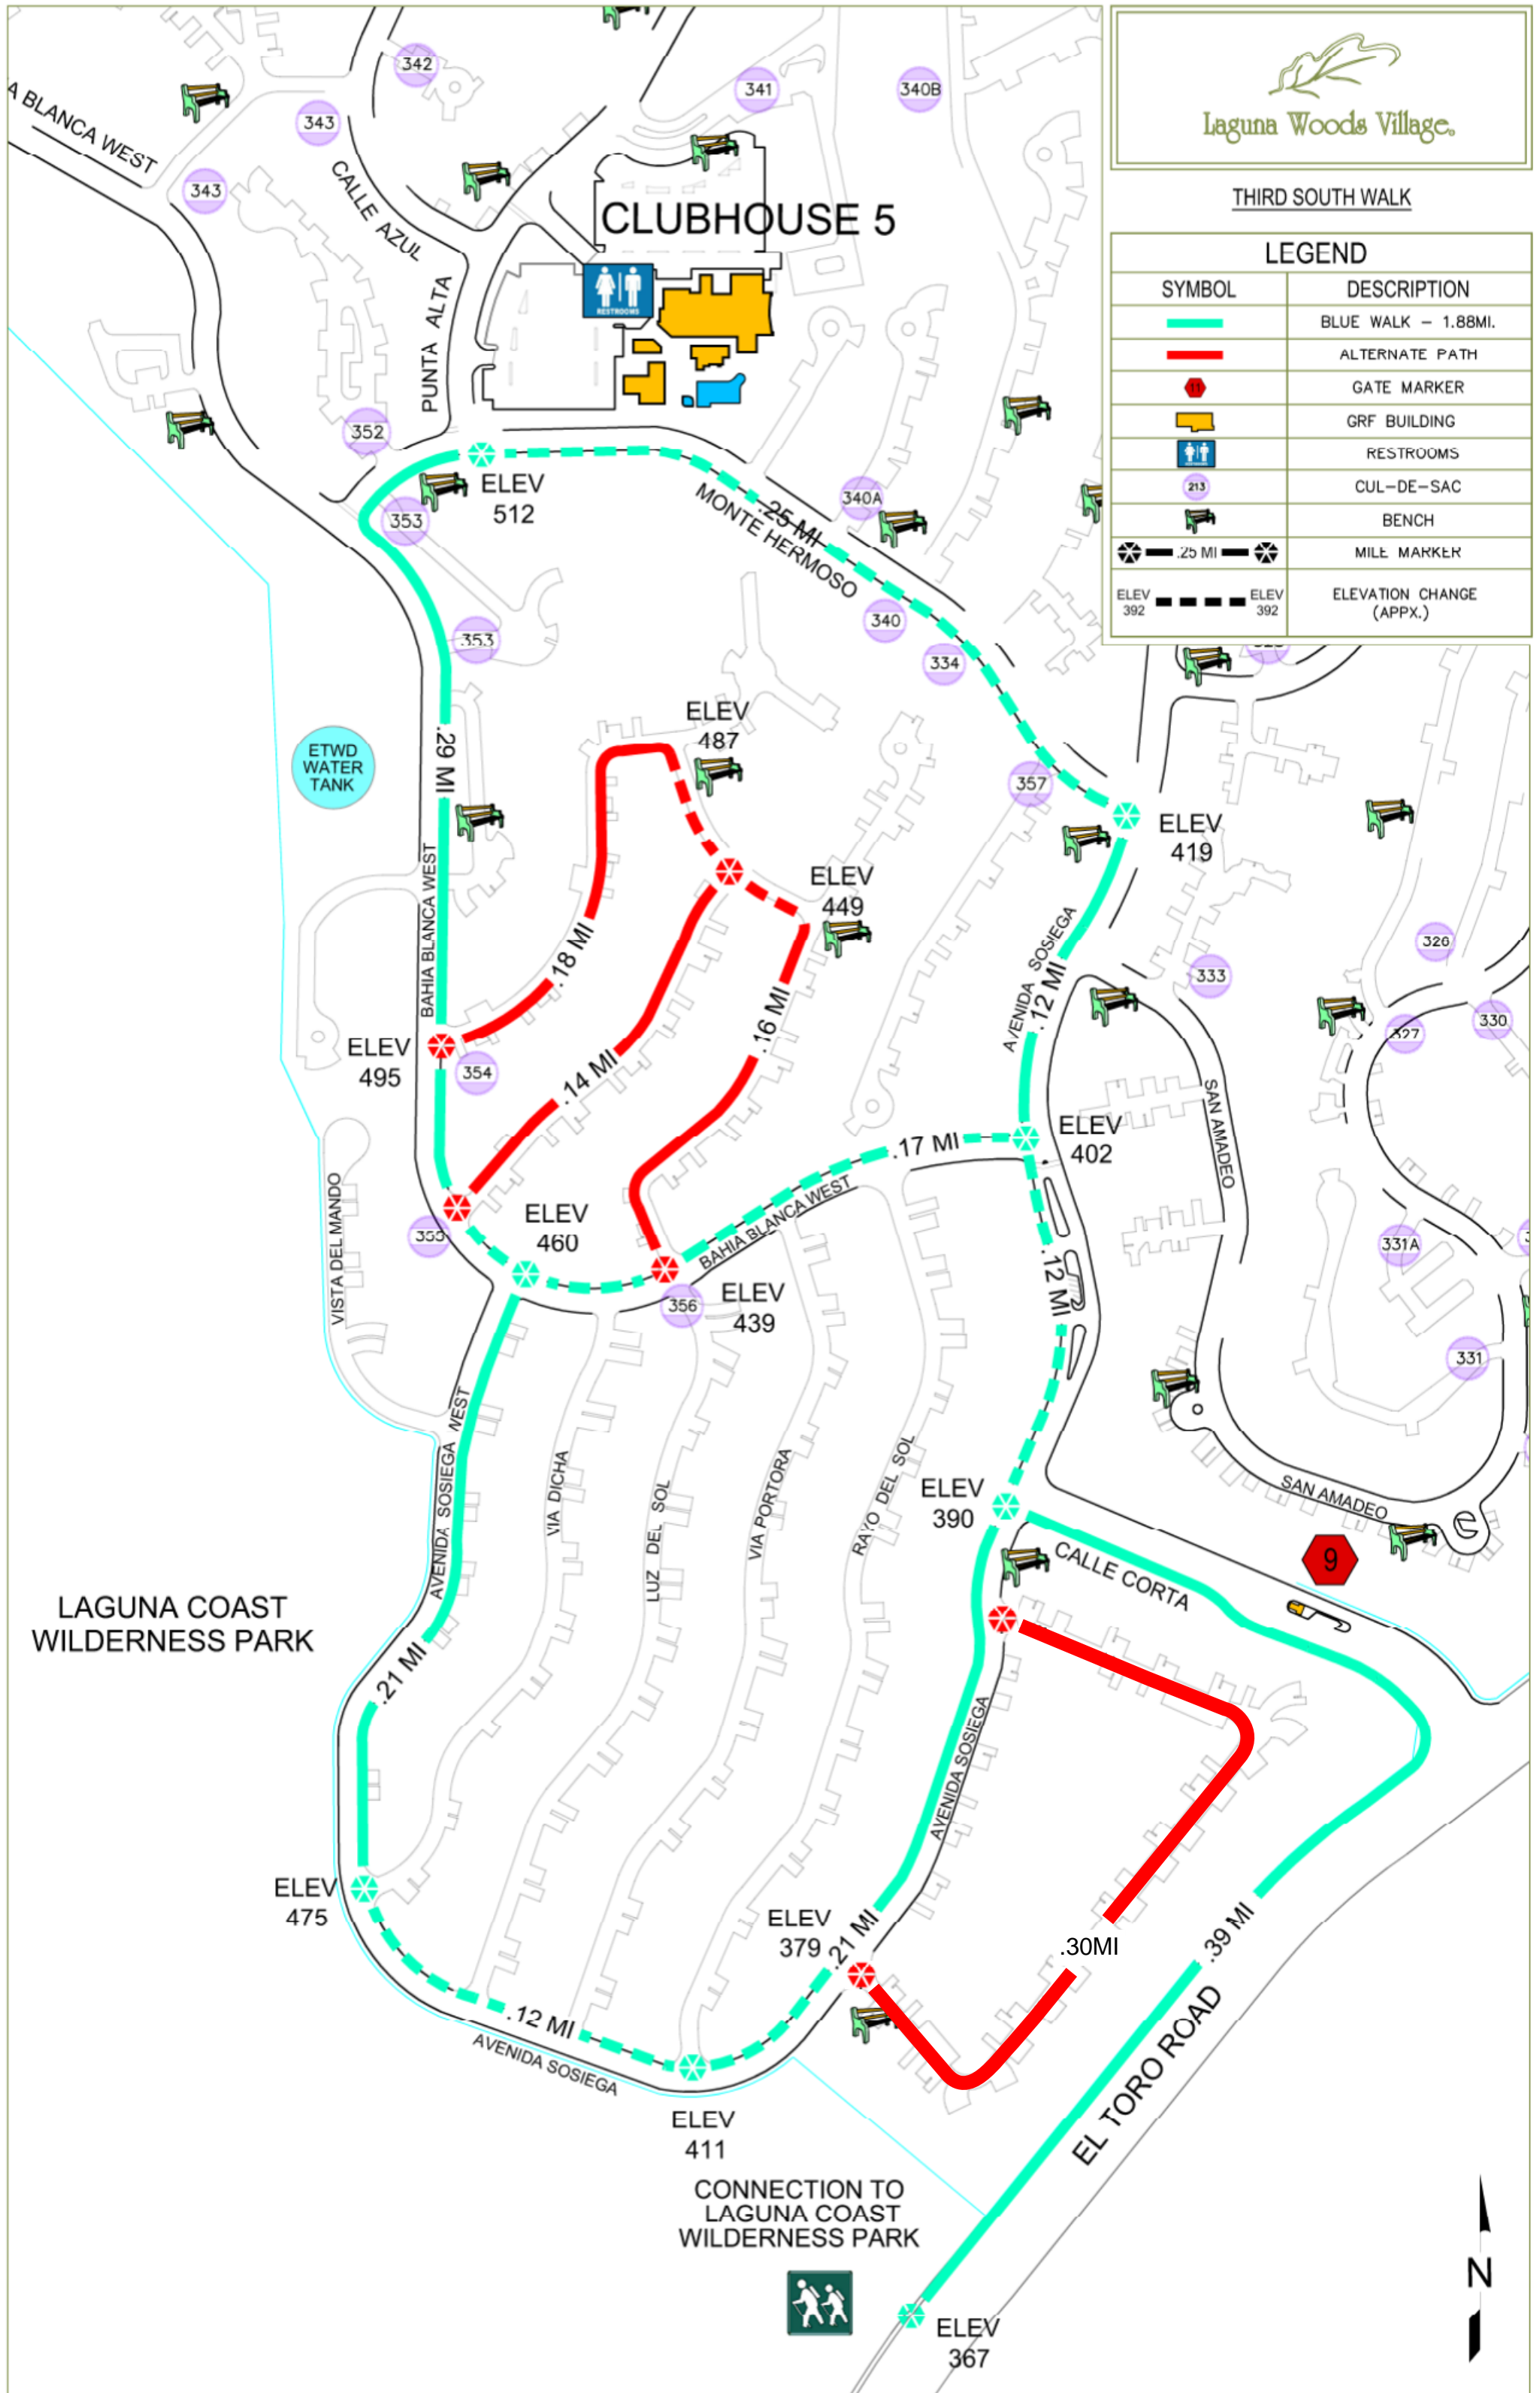 Laguna Woods Village.
THIRD SOUTH WALK
LEGEND
SYMBOL DESCRIPTION
BLUE WALK - 1.88MI.
ALTERNATE PATH
11 GATE MARKER
GRF BUILDING
RESTROOMS RESTROOMS
213 CUL-DE-SAC
BENCH
.25 MI MILE MARKER
ELEV 392 ELEV 392 ELEVATION CHANGE
(APPX.)
A BLANCA WEST
342
343
343
341
340B
CALLE AZUL
CLUBHOUSE 5
RESTROOMS
PUNTA ALTA
352
353
353
ELEV
512
.25 MI
MONTE HERMOSO
340A
340
334
357
ETWD
WATER
TANK
.29 MI
BAHIA BLANCA WEST
ELEV
487
ELEV
449
ELEV
419
.18 MI
.14 MI
.16 MI
AVENIDA SOSIEGA
.12 MI
333
326
327
330
ELEV
495
354
SAN AMADEO
ELEV
402
.17 MI
BAHIA BLANCA WEST
VISTA DEL MANDO
355
ELEV
460
356
ELEV
439
.12 MI
331A
331
AVENIDA SOSIEGA WEST
VIA DICHA
LUZ DEL SOL
VIA PORTORA
RAYO DEL SOL
ELEV
390
SAN AMADEO
9
CALLE CORTA
LAGUNA COAST
WILDERNESS PARK
.21 MI
AVENIDA SOSIEGA
ELEV
475
ELEV
379
.21 MI
.30MI
.39 MI
EL TORO ROAD
.12 MI
AVENIDA SOSIEGA
ELEV
411
CONNECTION TO
LAGUNA COAST
WILDERNESS PARK
ELEV
367
N